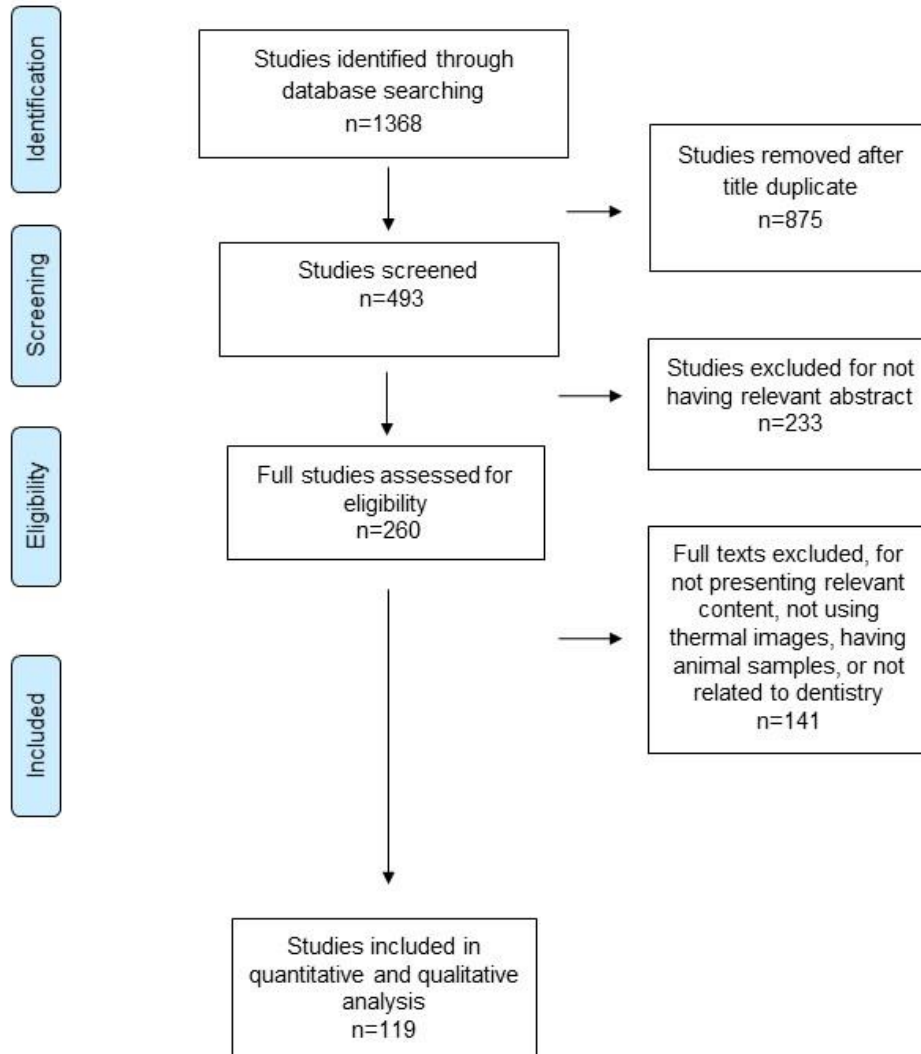 Identification
Studies identified through
database searching
n=1368
Studies removed after
title duplicate
n=875
Screening
Studies screened
n=493
Studies excluded for not
having relevant abstract
n=233
Eligibility
Full studies assessed for
eligibility
n=260
Full texts excluded, for
not presenting relevant
content, not using
thermal images, having
animal samples, or not
related to dentistry
n=141
Included
Studies included in
quantitative and qualitative
analysis
n=119